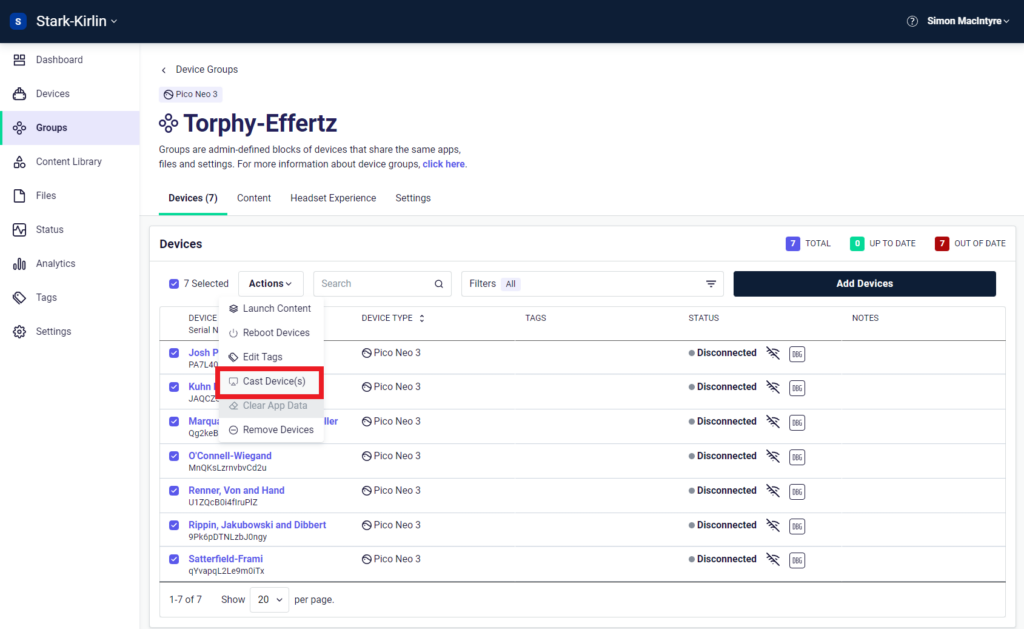 S Stark-Kirlin
Simon MacIntyre
Dashboard
Devices
Groups
Content Library
Files
Status
Analytics
Tags
Settings
Device Groups
Pico Neo 3
Torphy-Effertz
Groups are admin-defined blocks of devices that share the same apps,
files and settings. For more information about device groups, click here.
Devices (7) Content Headset Experience Settings
Devices
7 TOTAL 0 UP TO DATE 7 OUT OF DATE
7 Selected Actions Search Filters All Add Devices
Launch Content
Reboot Devices
Edit Tags
Cast Device(s)
Clear App Data
Remove Devices
DEVICE DEVICE TYPE TAGS STATUS NOTES
Serial N
Josh P Pico Neo 3 Disconnected DBG
PA7L40
Kuhn Pico Neo 3 Disconnected DBG
JAQCZ
Marqua ller Pico Neo 3 Disconnected DBG
Qg2keB
O'Connell-Wiegand Pico Neo 3 Disconnected DBG
MnQKsLzrnvbvCd2u
Renner, Von and Hand Pico Neo 3 Disconnected DBG
U1ZQcB0i4fIruPIZ
Rippin, Jakubowski and Dibbert Pico Neo 3 Disconnected DBG
9Pk6pDTNLzbJ0ngy
Satterfield-Frami Pico Neo 3 Disconnected DBG
qYvapqL2Le9m0iTx
1-7 of 7 Show 20 per page.